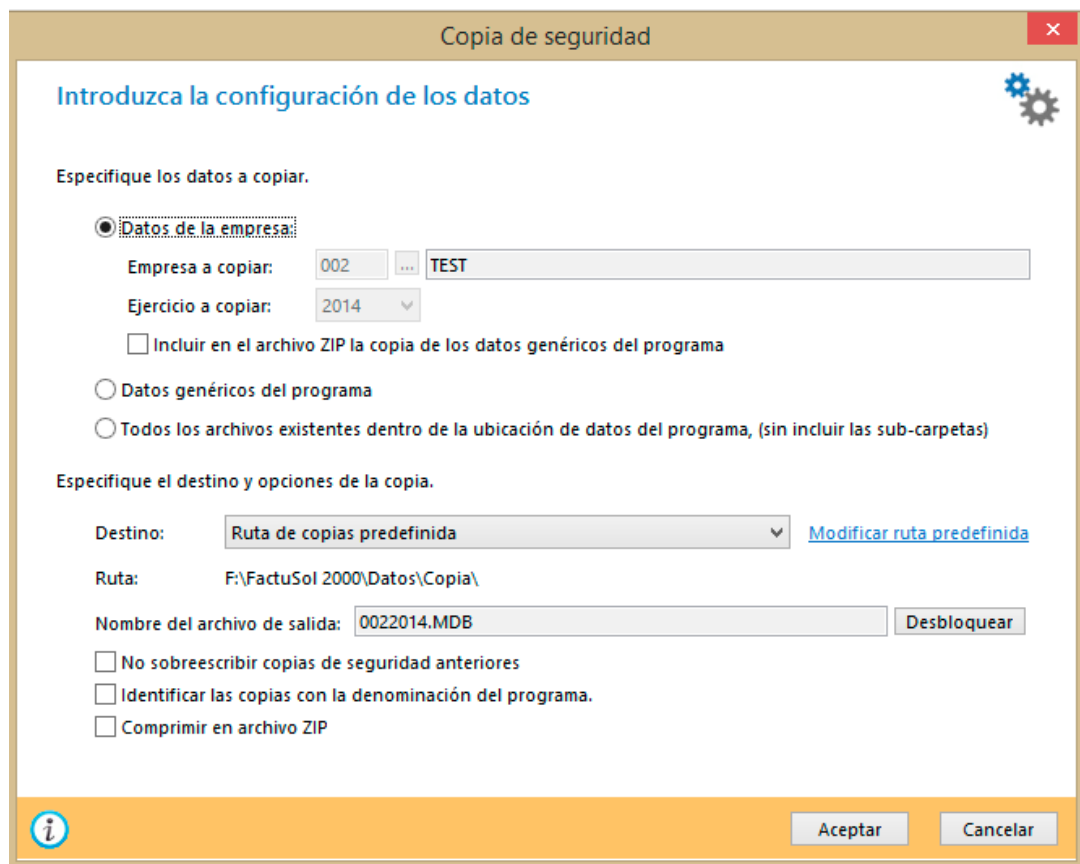 Copia de seguridad
Introduzca la configuración de los datos
Especifique los datos a copiar.
Datos de la empresa:
Empresa a copiar: 002 ... TEST
Ejercicio a copiar: 2014
Incluir en el archivo ZIP la copia de los datos genéricos del programa
Datos genéricos del programa
Todos los archivos existentes dentro de la ubicación de datos del programa, (sin incluir las sub-carpetas)
Especifique el destino y opciones de la copia.
Destino: Ruta de copias predefinida Modificar ruta predefinida
Ruta: F:\FactuSol 2000\Datos\Copia\
Nombre del archivo de salida: 0022014.MDB Desbloquear
No sobreescribir copias de seguridad anteriores
Identificar las copias con la denominación del programa.
Comprimir en archivo ZIP
Aceptar Cancelar